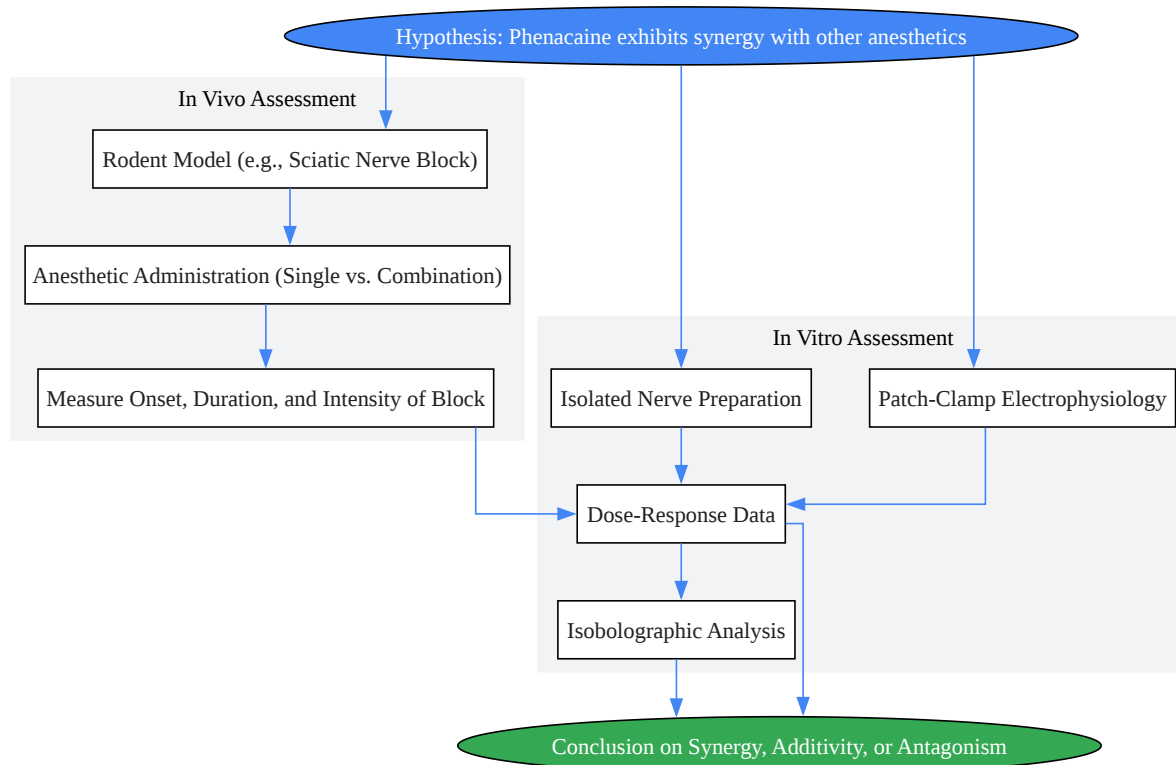 Hypothesis: Phenacaine exhibits synergy with other anesthetics
In Vivo Assessment
Rodent Model (e.g., Sciatic Nerve Block)
Anesthetic Administration (Single vs. Combination)
Measure Onset, Duration, and Intensity of Block
In Vitro Assessment
Isolated Nerve Preparation
Patch-Clamp Electrophysiology
Dose-Response Data
Isobolographic Analysis
Conclusion on Synergy, Additivity, or Antagonism